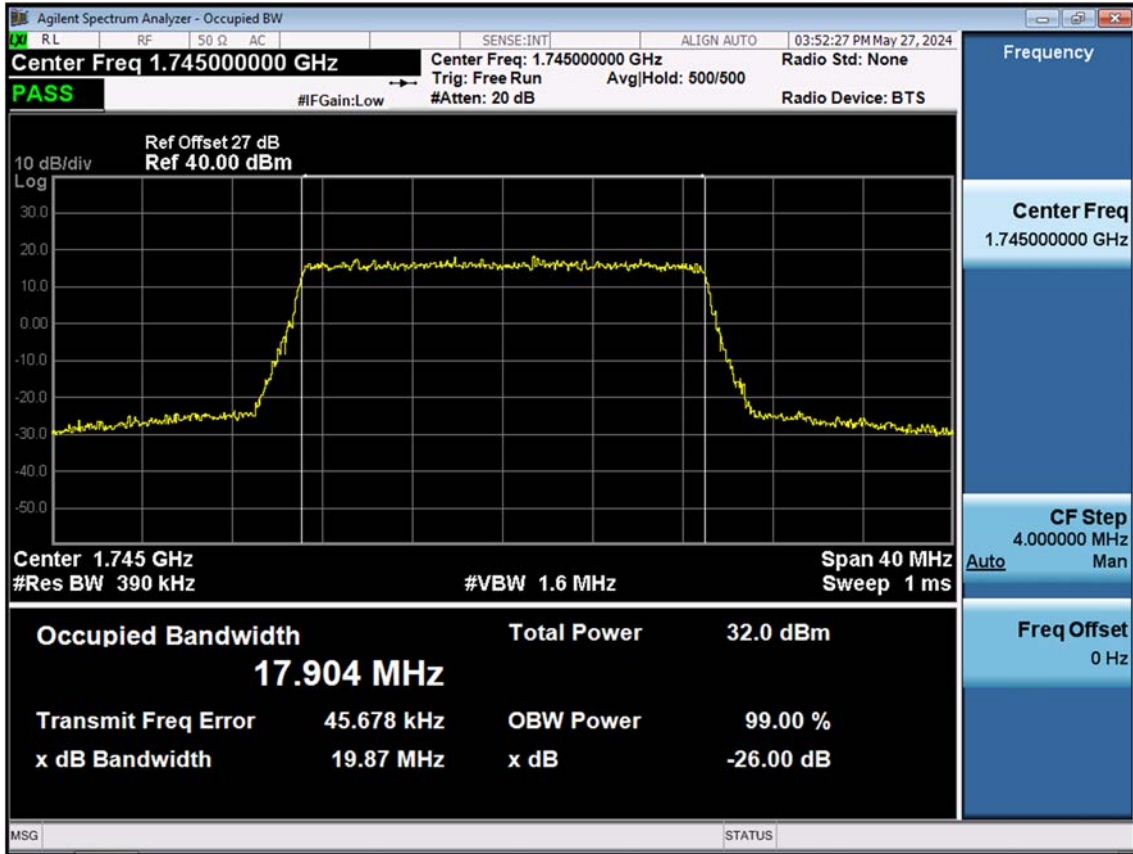 Agilent Spectrum Analyzer - Occupied BW
LXI RL RF 50 Ω AC SENSE:INT ALIGN AUTO 03:52:27 PM May 27, 2024
Center Freq 1.745000000 GHz
PASS
#IFGain:Low
Center Freq: 1.745000000 GHz
Trig: Free Run Avg|Hold: 500/500
#Atten: 20 dB
Radio Std: None
Radio Device: BTS
Ref Offset 27 dB
10 dB/div Ref 40.00 dBm
Log
30.0
20.0
10.0
0.00
-10.0
-20.0
-30.0
-40.0
-50.0
Center 1.745 GHz Span 40 MHz
#Res BW 390 kHz #VBW 1.6 MHz Sweep 1 ms
Occupied Bandwidth Total Power 32.0 dBm
17.904 MHz
Transmit Freq Error 45.678 kHz OBW Power 99.00 %
x dB Bandwidth 19.87 MHz x dB -26.00 dB
Frequency
Center Freq
1.745000000 GHz
CF Step
4.000000 MHz
Auto Man
Freq Offset
0 Hz
MSG STATUS